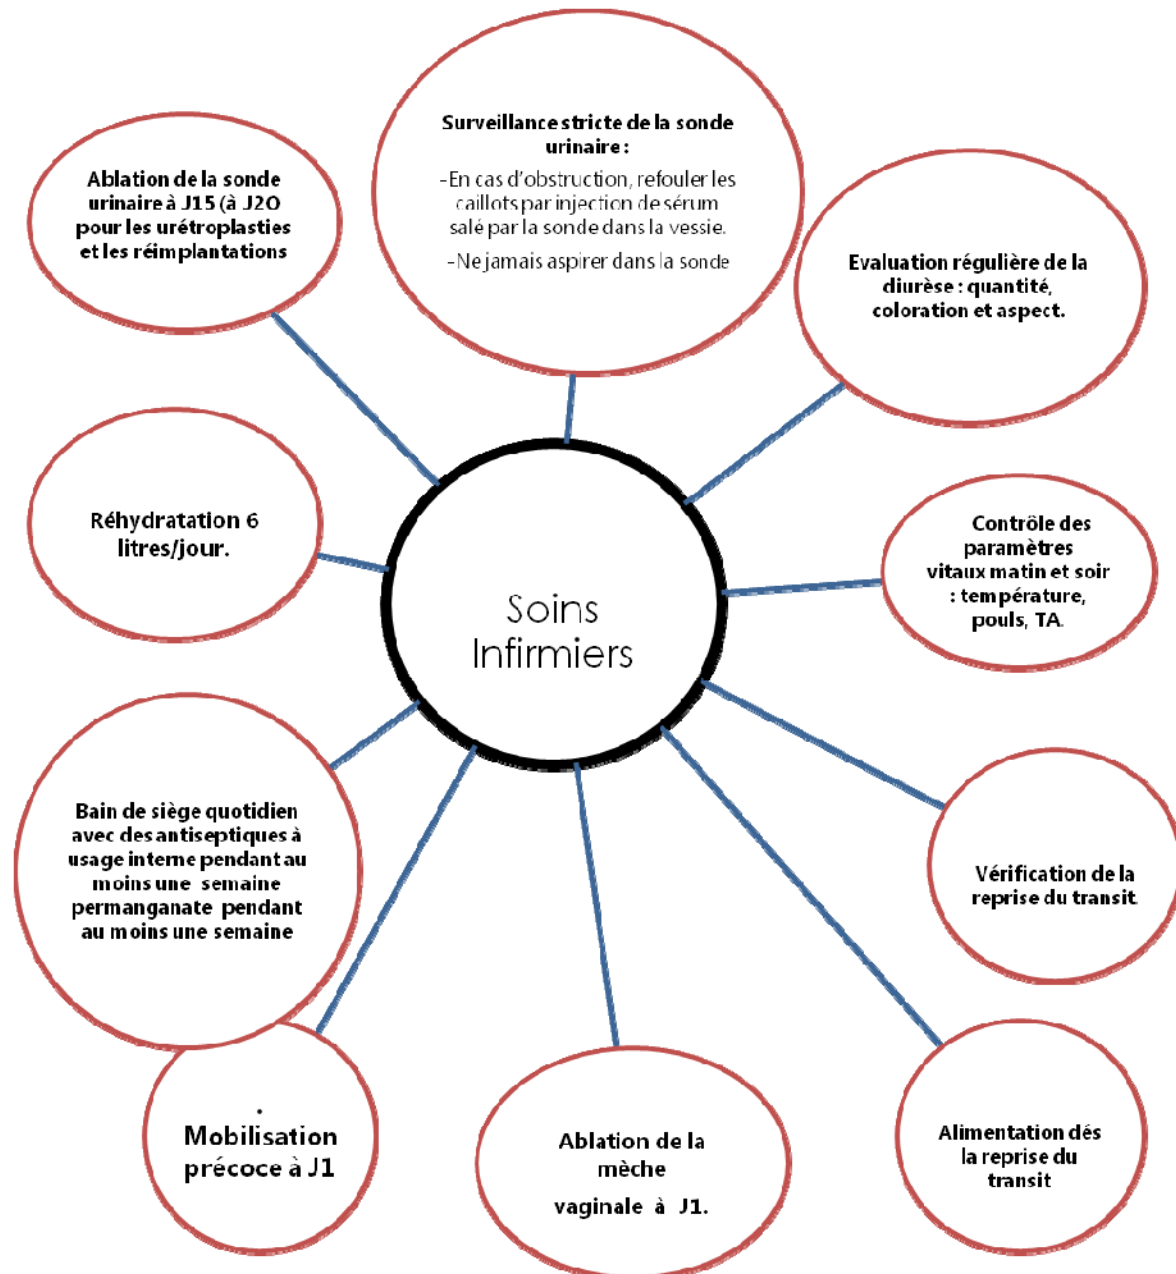 Surveillance stricte de la sonde
urinaire :
-En cas d'obstruction, refouler les
caillots par injection de sérum
salé par la sonde dans la vessie.
-Ne jamais aspirer dans la sonde
Evaluation régulière de la
diurèse : quantité,
coloration et aspect.
Contrôle des
paramètres
vitaux matin et soir
: température,
pouls, TA.
Vérification de la
reprise du transit.
Alimentation dés
la reprise du
transit
Ablation de la
mèche
vaginale à J1.
.
Mobilisation
précoce à J1
Bain de siège quotidien
avec des antiseptiques à
usage interne pendant au
moins une semaine
permanganate pendant
au moins une semaine
Réhydratation 6
litres/jour.
Ablation de la sonde
urinaire à J15 (à J2O
pour les urétroplasties
et les réimplantations
Soins
Infirmiers